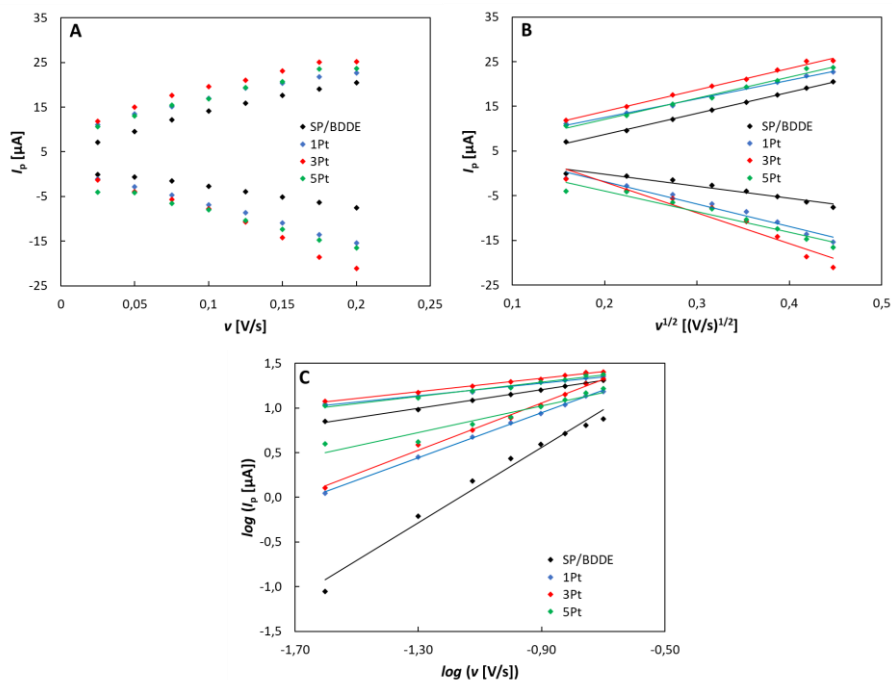 A
35
25
15
5
-5
-15
-25
0
0,05
0,1
0,15
0,2
0,25
Ip [µA]
v [V/s]
SP/BDDE
1Pt
3Pt
5Pt
B
35
25
15
5
-5
-15
-25
0,1
0,2
0,3
0,4
0,5
Ip [µA]
v1/2 [(V/s)1/2]
SP/BDDE
1Pt
3Pt
5Pt
C
1,5
1,0
0,5
0,0
-0,5
-1,0
-1,5
-1,70
-1,30
-0,90
-0,50
log (Ip [µA])
log (v [V/s])
SP/BDDE
1Pt
3Pt
5Pt